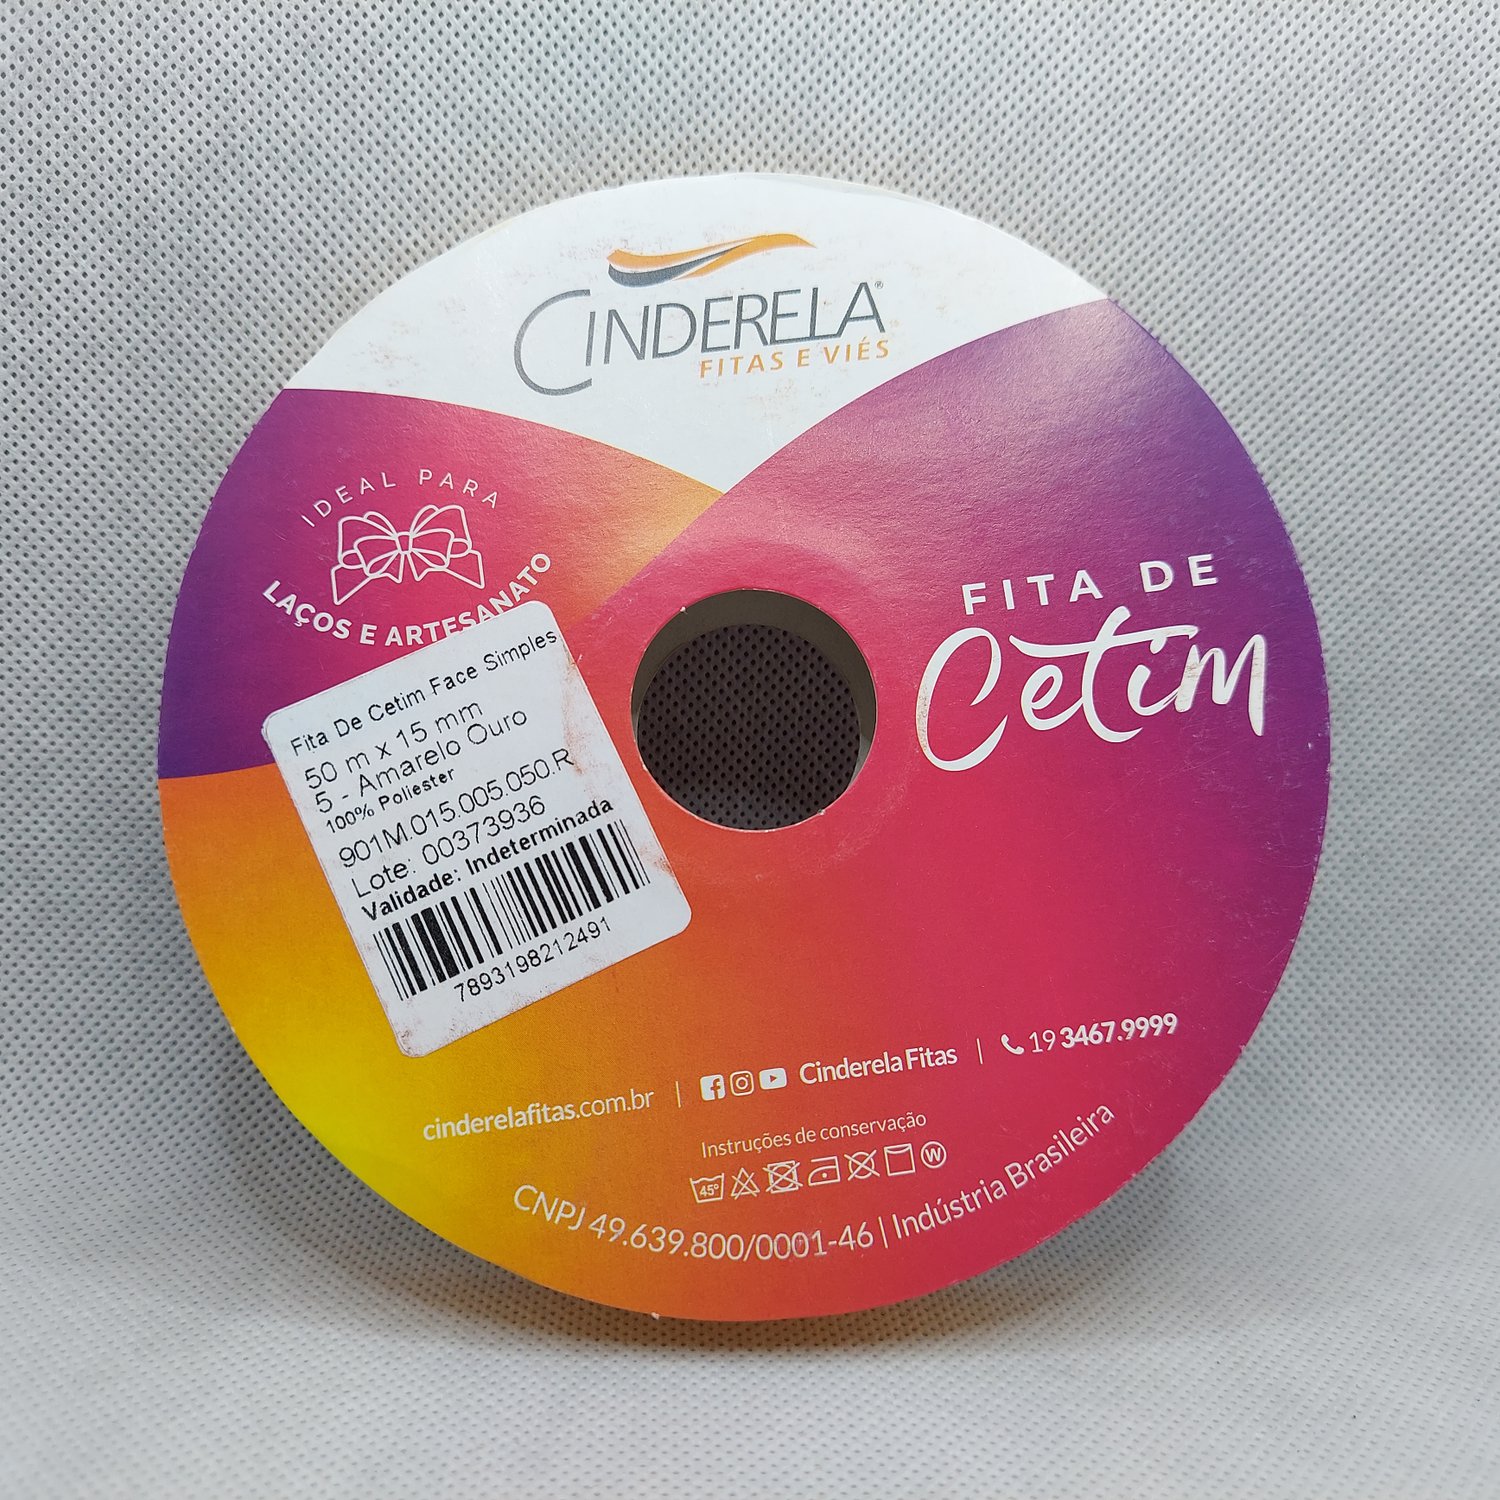 CINDERELA®
FITAS E VIÉS
IDEAL PARA
LAÇOS E ARTESANATO
FITA DE
Cetim
Fita De Cetim Face Simples
50 m x 15 mm
5 - Amarelo Ouro
100% Poliester
901M.015.005.050.R
Lote: 00373936
Validade: Indeterminada
7893198212491
cinderelafitas.com.br | Cinderela Fitas | 19 3467.9999
Instruções de conservação
45° W
CNPJ 49.639.800/0001-46 | Indústria Brasileira